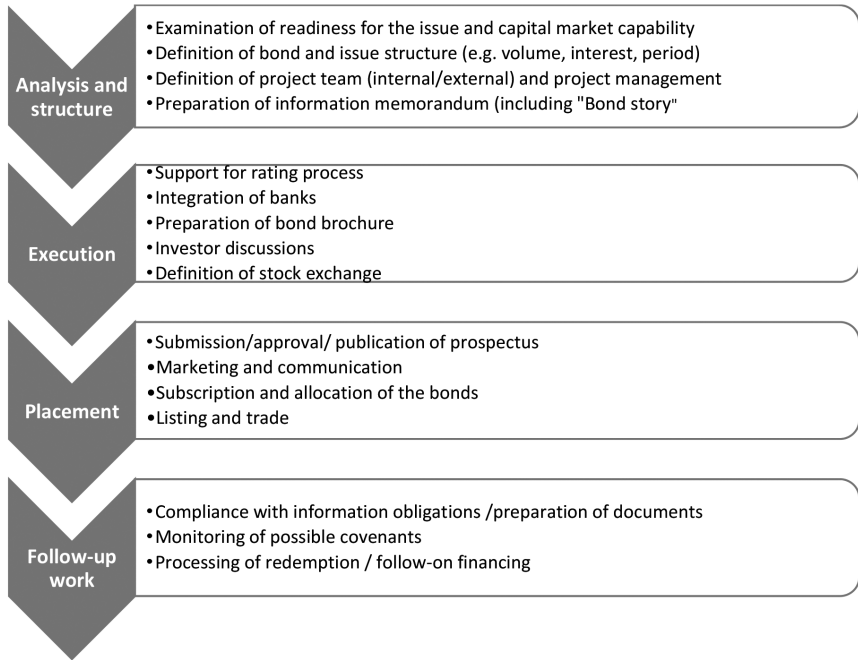 Analysis and
structure
•Examination of readiness for the issue and capital market capability
•Definition of bond and issue structure (e.g. volume, interest, period)
•Definition of project team (internal/external) and project management
•Preparation of information memorandum (including "Bond story"
Execution
•Support for rating process
•Integration of banks
•Preparation of bond brochure
•Investor discussions
•Definition of stock exchange
Placement
•Submission/approval/ publication of prospectus
•Marketing and communication
•Subscription and allocation of the bonds
•Listing and trade
Follow-up
work
•Compliance with information obligations /preparation of documents
•Monitoring of possible covenants
•Processing of redemption / follow-on financing